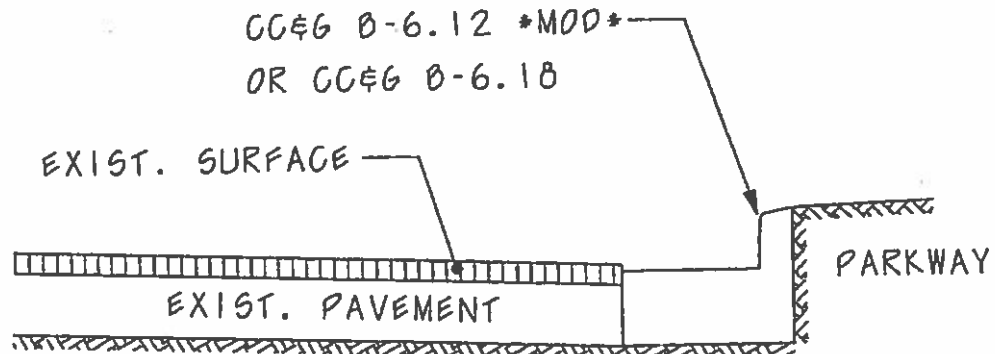 CC&G B-6.12 *MOD*
OR CC&G B-6.18
EXIST. SURFACE
PARKWAY
EXIST. PAVEMENT